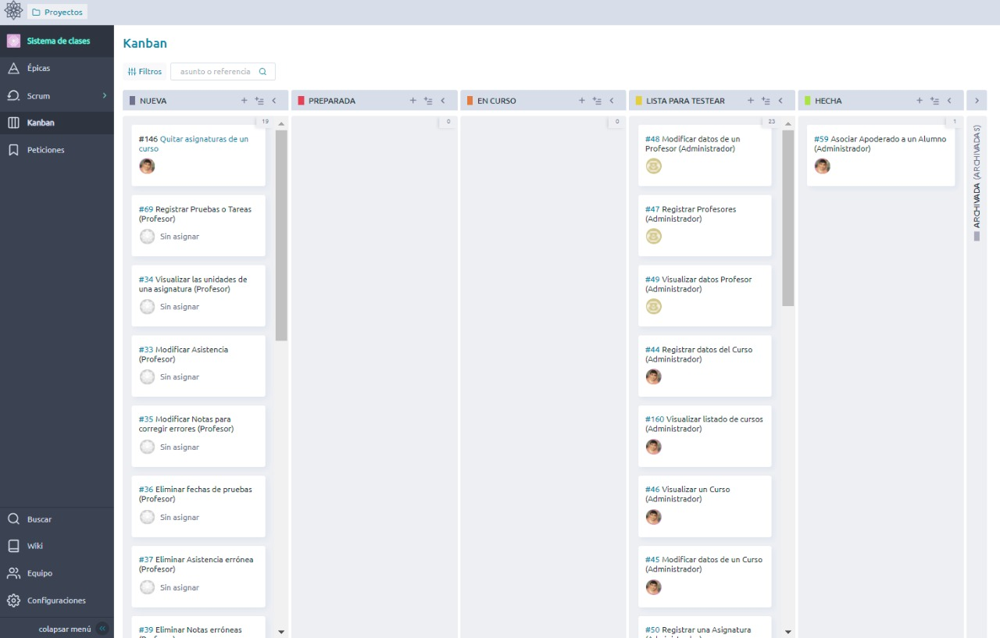 Proyectos
Sistema de clases
Épicas
Scrum
Kanban
Peticiones
Buscar
Wiki
Equipo
Configuraciones
colapsar menú
Kanban
Filtros
asunto o referencia
NUEVA
19
#146 Quitar asignaturas de un
curso
#69 Registrar Pruebas o Tareas
(Profesor)
Sin asignar
#34 Visualizar las unidades de
una asignatura (Profesor)
Sin asignar
#33 Modificar Asistencia
(Profesor)
Sin asignar
#35 Modificar Notas para
corregir errores (Profesor)
Sin asignar
#36 Eliminar fechas de pruebas
(Profesor)
Sin asignar
#37 Eliminar Asistencia errónea
(Profesor)
Sin asignar
#39 Eliminar Notas erróneas
PREPARADA
0
EN CURSO
0
LISTA PARA TESTEAR
23
#48 Modificar datos de un
Profesor (Administrador)
#47 Registrar Profesores
(Administrador)
#49 Visualizar datos Profesor
(Administrador)
#44 Registrar datos del Curso
(Administrador)
#160 Visualizar listado de cursos
(Administrador)
#46 Visualizar un Curso
(Administrador)
#45 Modificar datos de un Curso
(Administrador)
#50 Registrar una Asignatura
HECHA
1
#59 Asociar Apoderado a un Alumno
(Administrador)
ARCHIVADA (ARCHIVADAS)